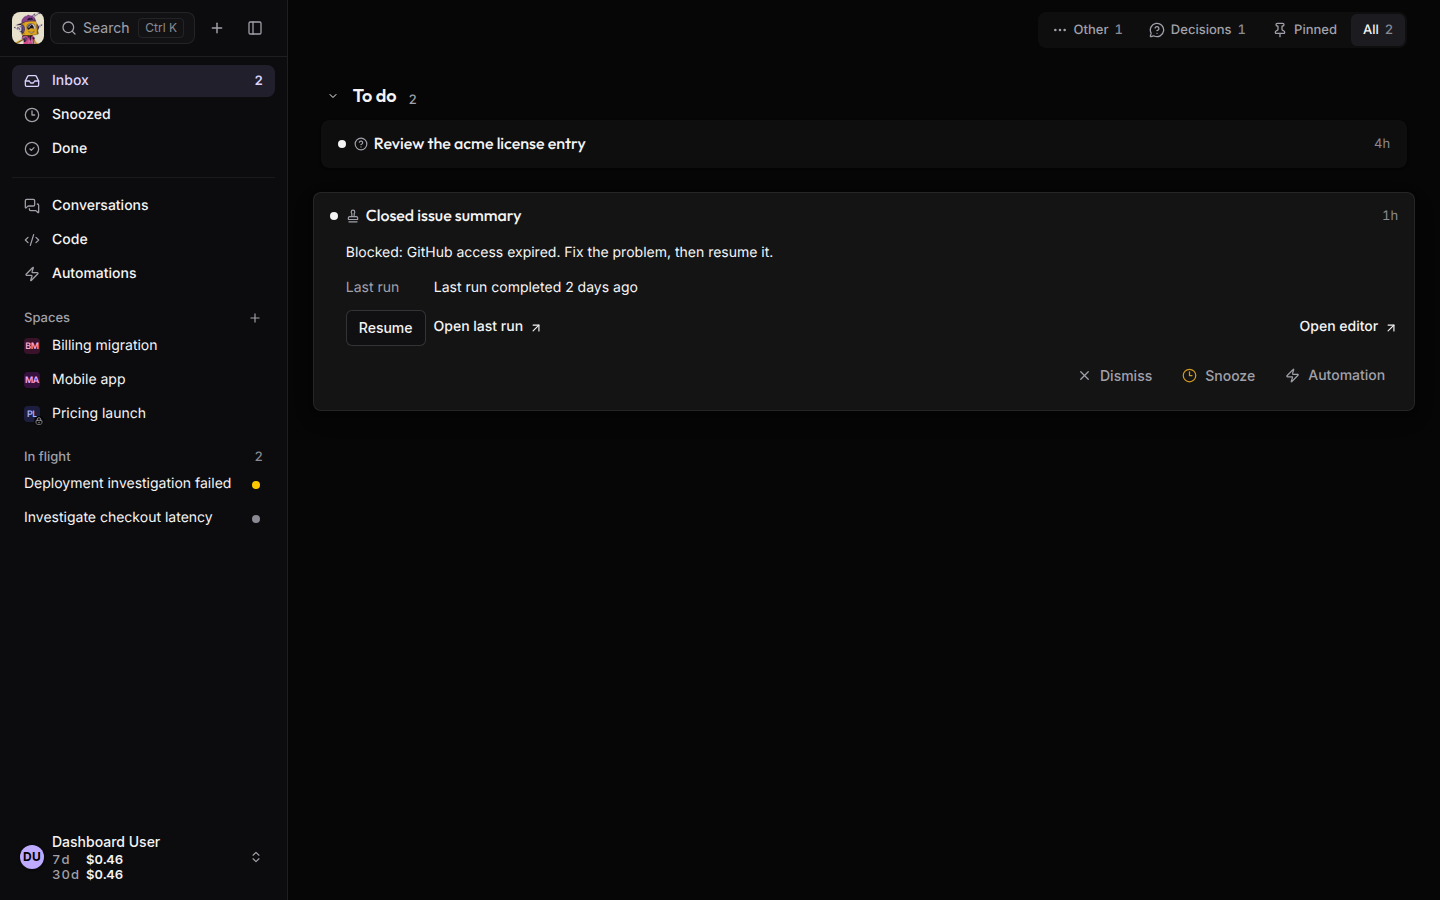 Search Ctrl K
Inbox 2
Snoozed
Done
Conversations
Code
Automations
Spaces
BM Billing migration
MA Mobile app
PL Pricing launch
In flight 2
Deployment investigation failed
Investigate checkout latency
DU Dashboard User
7d $0.46
30d $0.46
Other 1 Decisions 1 Pinned All 2
To do 2
Review the acme license entry 4h
Closed issue summary 1h
Blocked: GitHub access expired. Fix the problem, then resume it.
Last run Last run completed 2 days ago
Resume Open last run Open editor
Dismiss Snooze Automation